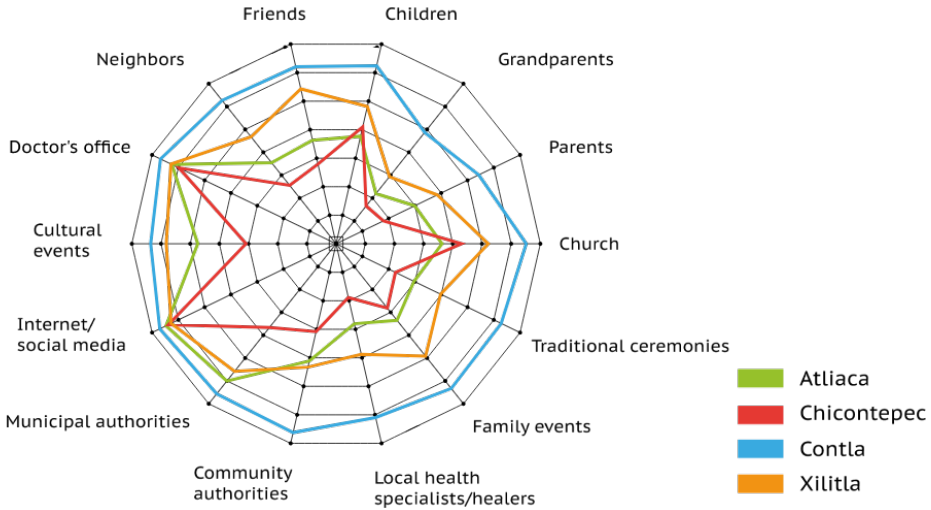 Friends
Children
Neighbors
Grandparents
Doctor's office
Parents
Cultural
events
Church
Internet/
social media
Traditional ceremonies
Municipal authorities
Family events
Community
authorities
Local health
specialists/healers
Atliaca
Chicontepec
Contla
Xilitla